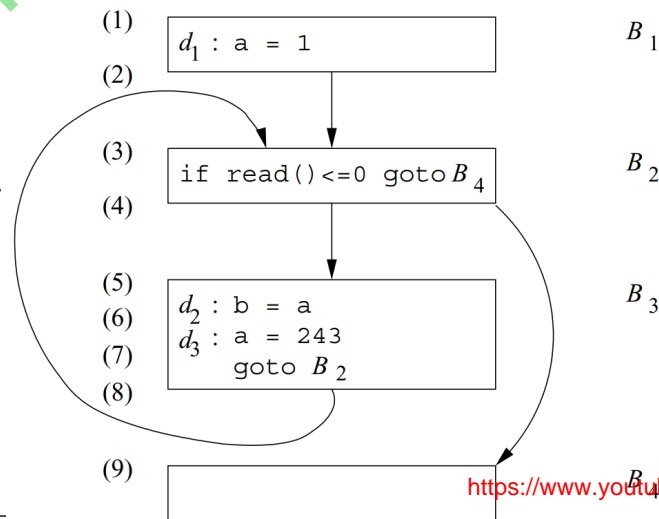 (1)
d1 : a = 1
B1
(2)
(3)
if read()<=0 goto B4
B2
(4)
(5)
d2 : b = a
B3
(6)
d3 : a = 243
(7)
goto B2
(8)
(9)
https://www.youtu
B4